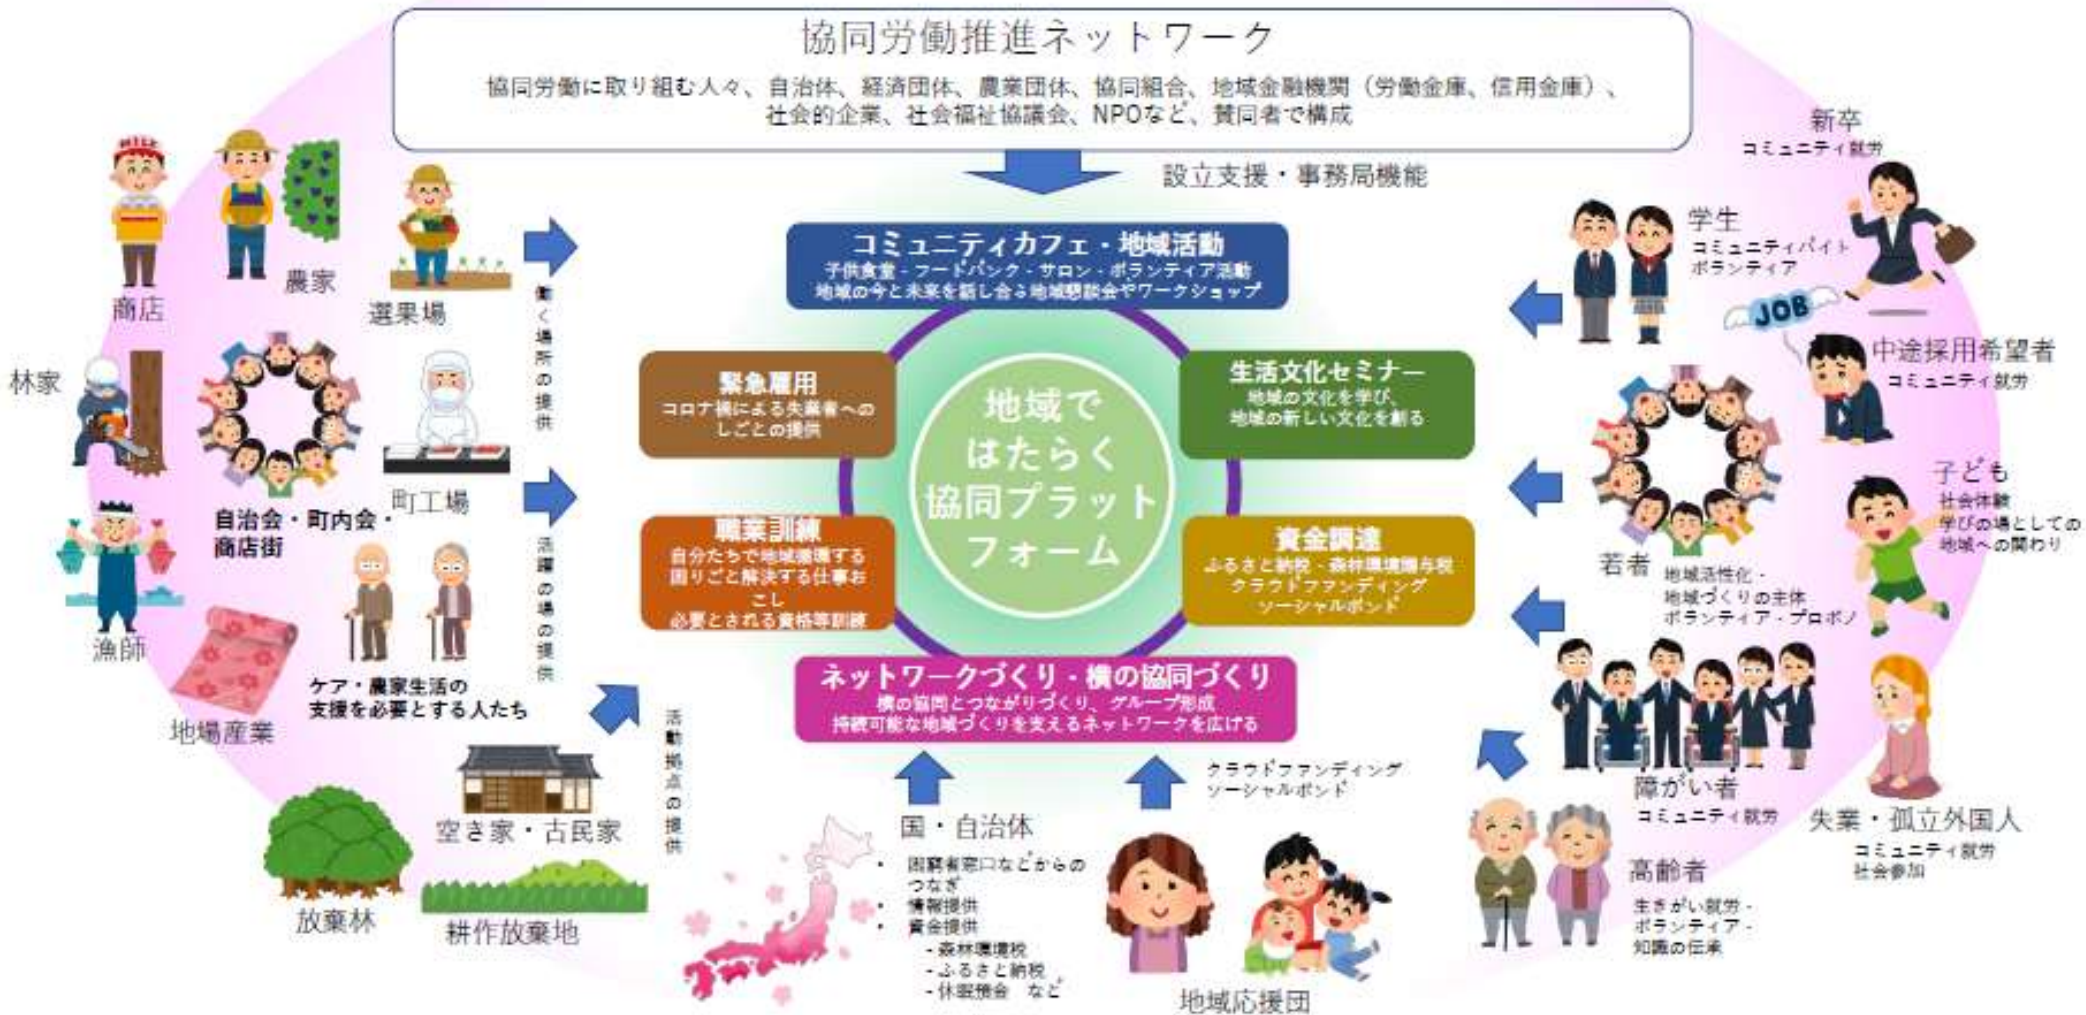 協同労働推進ネットワーク
協同労働に取り組む人々、自治体、経済団体、農業団体、協同組合、地域金融機関（労働金庫、信用金庫）、
社会的企業、社会福祉協議会、NPOなど、賛同者で構成
設立支援・事務局機能
MILK
商店
農家
選果場
林家
自治会・町内会・
商店街
町工場
漁師
地場産業
ケア・農家生活の
支援を必要とする人たち
空き家・古民家
放棄林
耕作放棄地
働く場所の提供
活躍の場の提供
活動拠点の提供
コミュニティカフェ・地域活動
子供食堂・フードバンク・サロン・ボランティア活動
地域の今と未来を話し合う地域懇談会やワークショップ
緊急雇用
コロナ禍による失業者への
しごとの提供
生活文化セミナー
地域の文化を学び、
地域の新しい文化を創る
地域で
はたらく
協同プラット
フォーム
職業訓練
自分たちで地域循環する
困りごと解決する仕事お
こし
必要とされる資格等訓練
資金調達
ふるさと納税・森林環境譲与税
クラウドファンディング
ソーシャルボンド
ネットワークづくり・横の協同づくり
横の協同とつながりづくり、グループ形成
持続可能な地域づくりを支えるネットワークを広げる
国・自治体
• 困窮者窓口などからの
つなぎ
• 情報提供
• 資金提供
- 森林環境税
- ふるさと納税
- 休眠預金 など
クラウドファンディング
ソーシャルボンド
地域応援団
新卒
コミュニティ就労
学生
コミュニティバイト
ボランティア
JOB
中途採用希望者
コミュニティ就労
子ども
社会体験
学びの場としての
地域への関わり
若者
地域活性化・
地域づくりの主体
ボランティア・プロボノ
障がい者
コミュニティ就労
失業・孤立外国人
コミュニティ就労
社会参加
高齢者
生きがい就労・
ボランティア・
知識の伝承